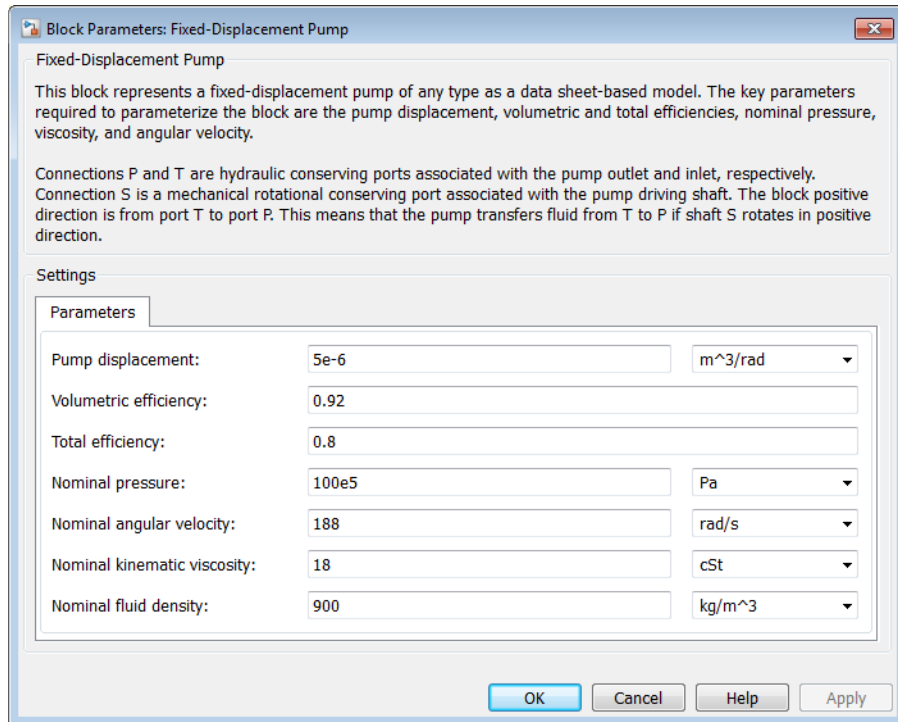 Block Parameters: Fixed-Displacement Pump
Fixed-Displacement Pump
This block represents a fixed-displacement pump of any type as a data sheet-based model. The key parameters
required to parameterize the block are the pump displacement, volumetric and total efficiencies, nominal pressure,
viscosity, and angular velocity.
Connections P and T are hydraulic conserving ports associated with the pump outlet and inlet, respectively.
Connection S is a mechanical rotational conserving port associated with the pump driving shaft. The block positive
direction is from port T to port P. This means that the pump transfers fluid from T to P if shaft S rotates in positive
direction.
Settings
Parameters
Pump displacement: 5e-6 m^3/rad
Volumetric efficiency: 0.92
Total efficiency: 0.8
Nominal pressure: 100e5 Pa
Nominal angular velocity: 188 rad/s
Nominal kinematic viscosity: 18 cSt
Nominal fluid density: 900 kg/m^3
OK Cancel Help Apply